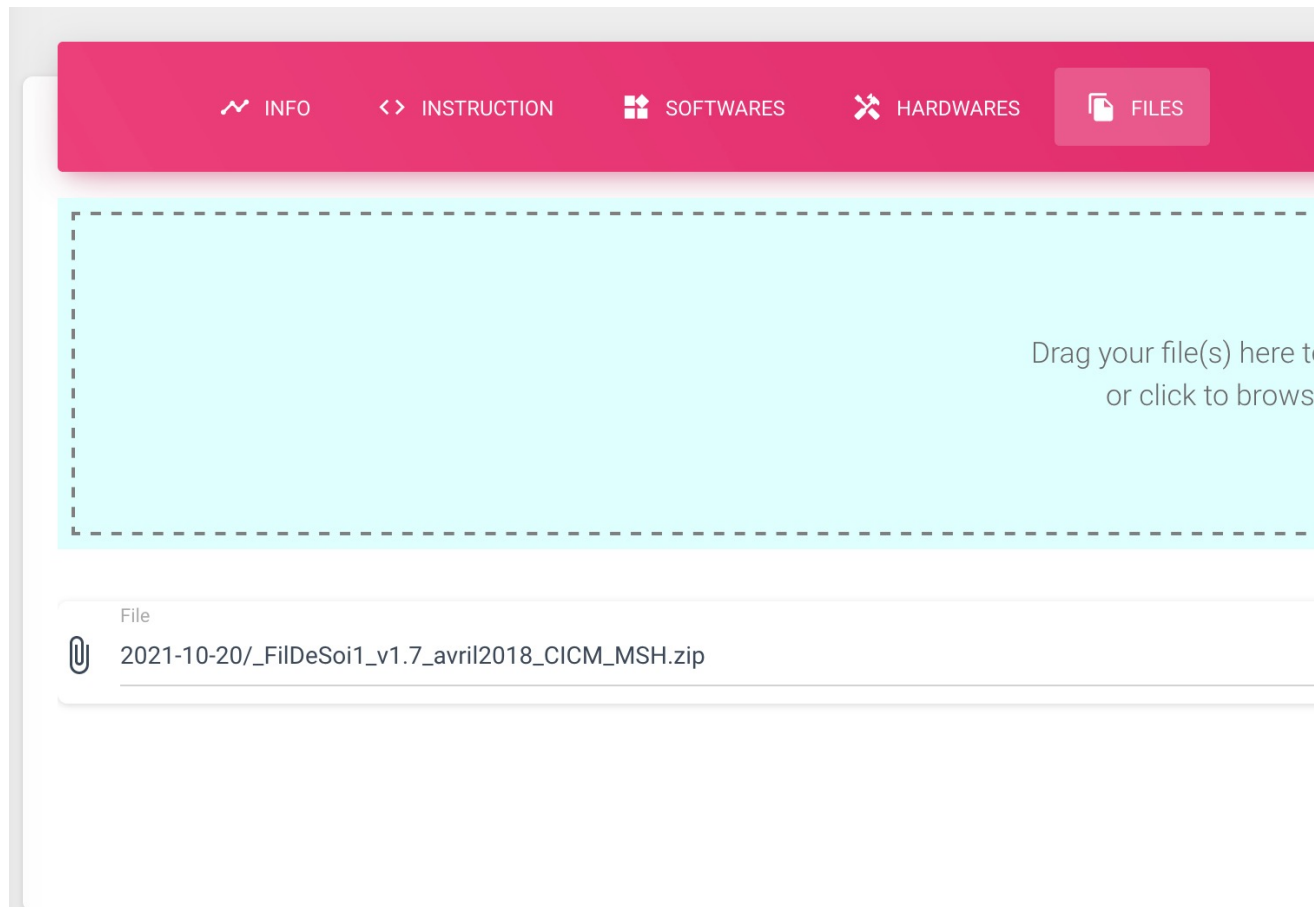 INFO INSTRUCTION SOFTWARES HARDWARES FILES
Drag your file(s) here
or click to
File
2021-10-20/_FilDeSoi1_v1.7_avril2018_CICM_MSH.zip